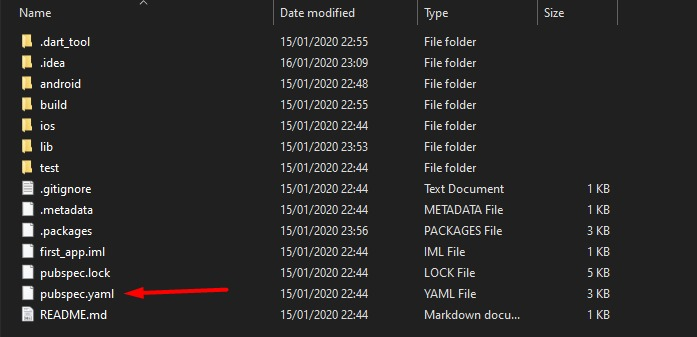 Name Date modified Type Size
.dart_tool 15/01/2020 22:55 File folder
.idea 16/01/2020 23:09 File folder
android 15/01/2020 22:48 File folder
build 15/01/2020 22:55 File folder
ios 15/01/2020 22:44 File folder
lib 15/01/2020 23:53 File folder
test 15/01/2020 22:44 File folder
.gitignore 15/01/2020 22:44 Text Document 1 KB
.metadata 15/01/2020 22:44 METADATA File 1 KB
.packages 15/01/2020 23:56 PACKAGES File 3 KB
first_app.iml 15/01/2020 22:44 IML File 1 KB
pubspec.lock 15/01/2020 22:44 LOCK File 5 KB
pubspec.yaml 15/01/2020 22:44 YAML File 3 KB
README.md 15/01/2020 22:44 Markdown docu... 1 KB